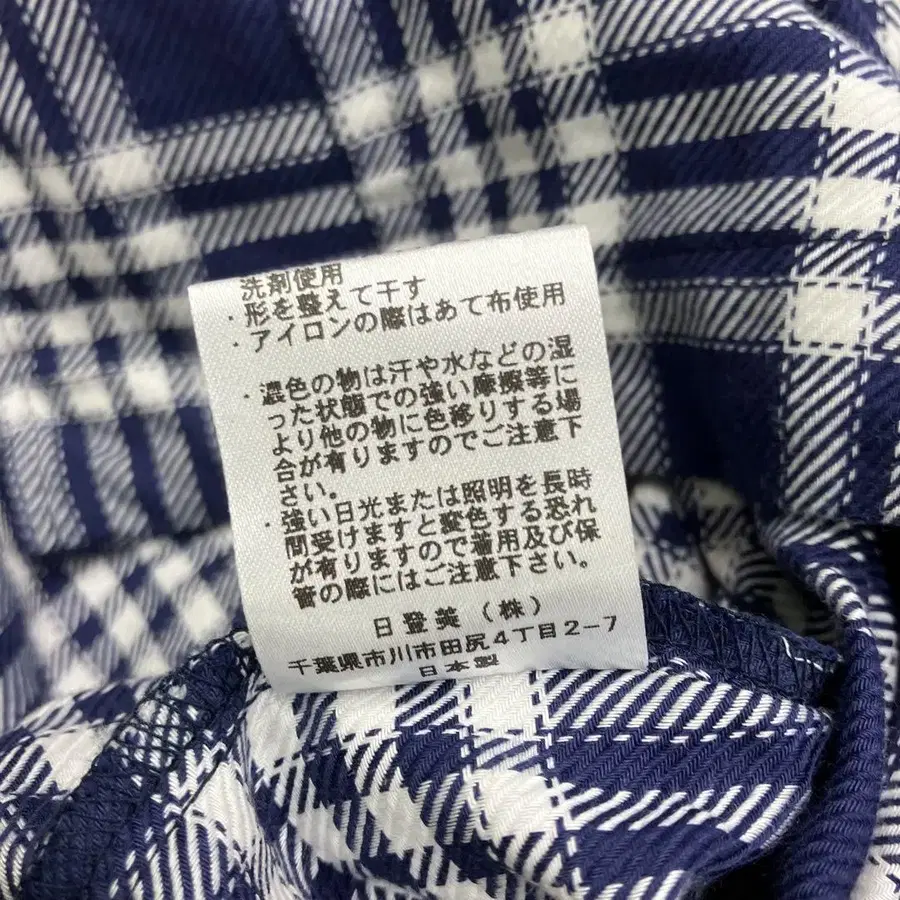 洗剤使用
・形を整えて干す
・アイロンの際はあて布使用
・濃色の物は汗や水などの湿
った状態での強い摩擦等に
より他の物に色移りする場
合が有りますのでご注意下
さい。
・強い日光または照明を長時
間受けますと変色する恐れ
が有りますので着用及び保
管の際にはご注意下さい。
日登美（株）
千葉県市川市田尻4丁目2-7
日本製